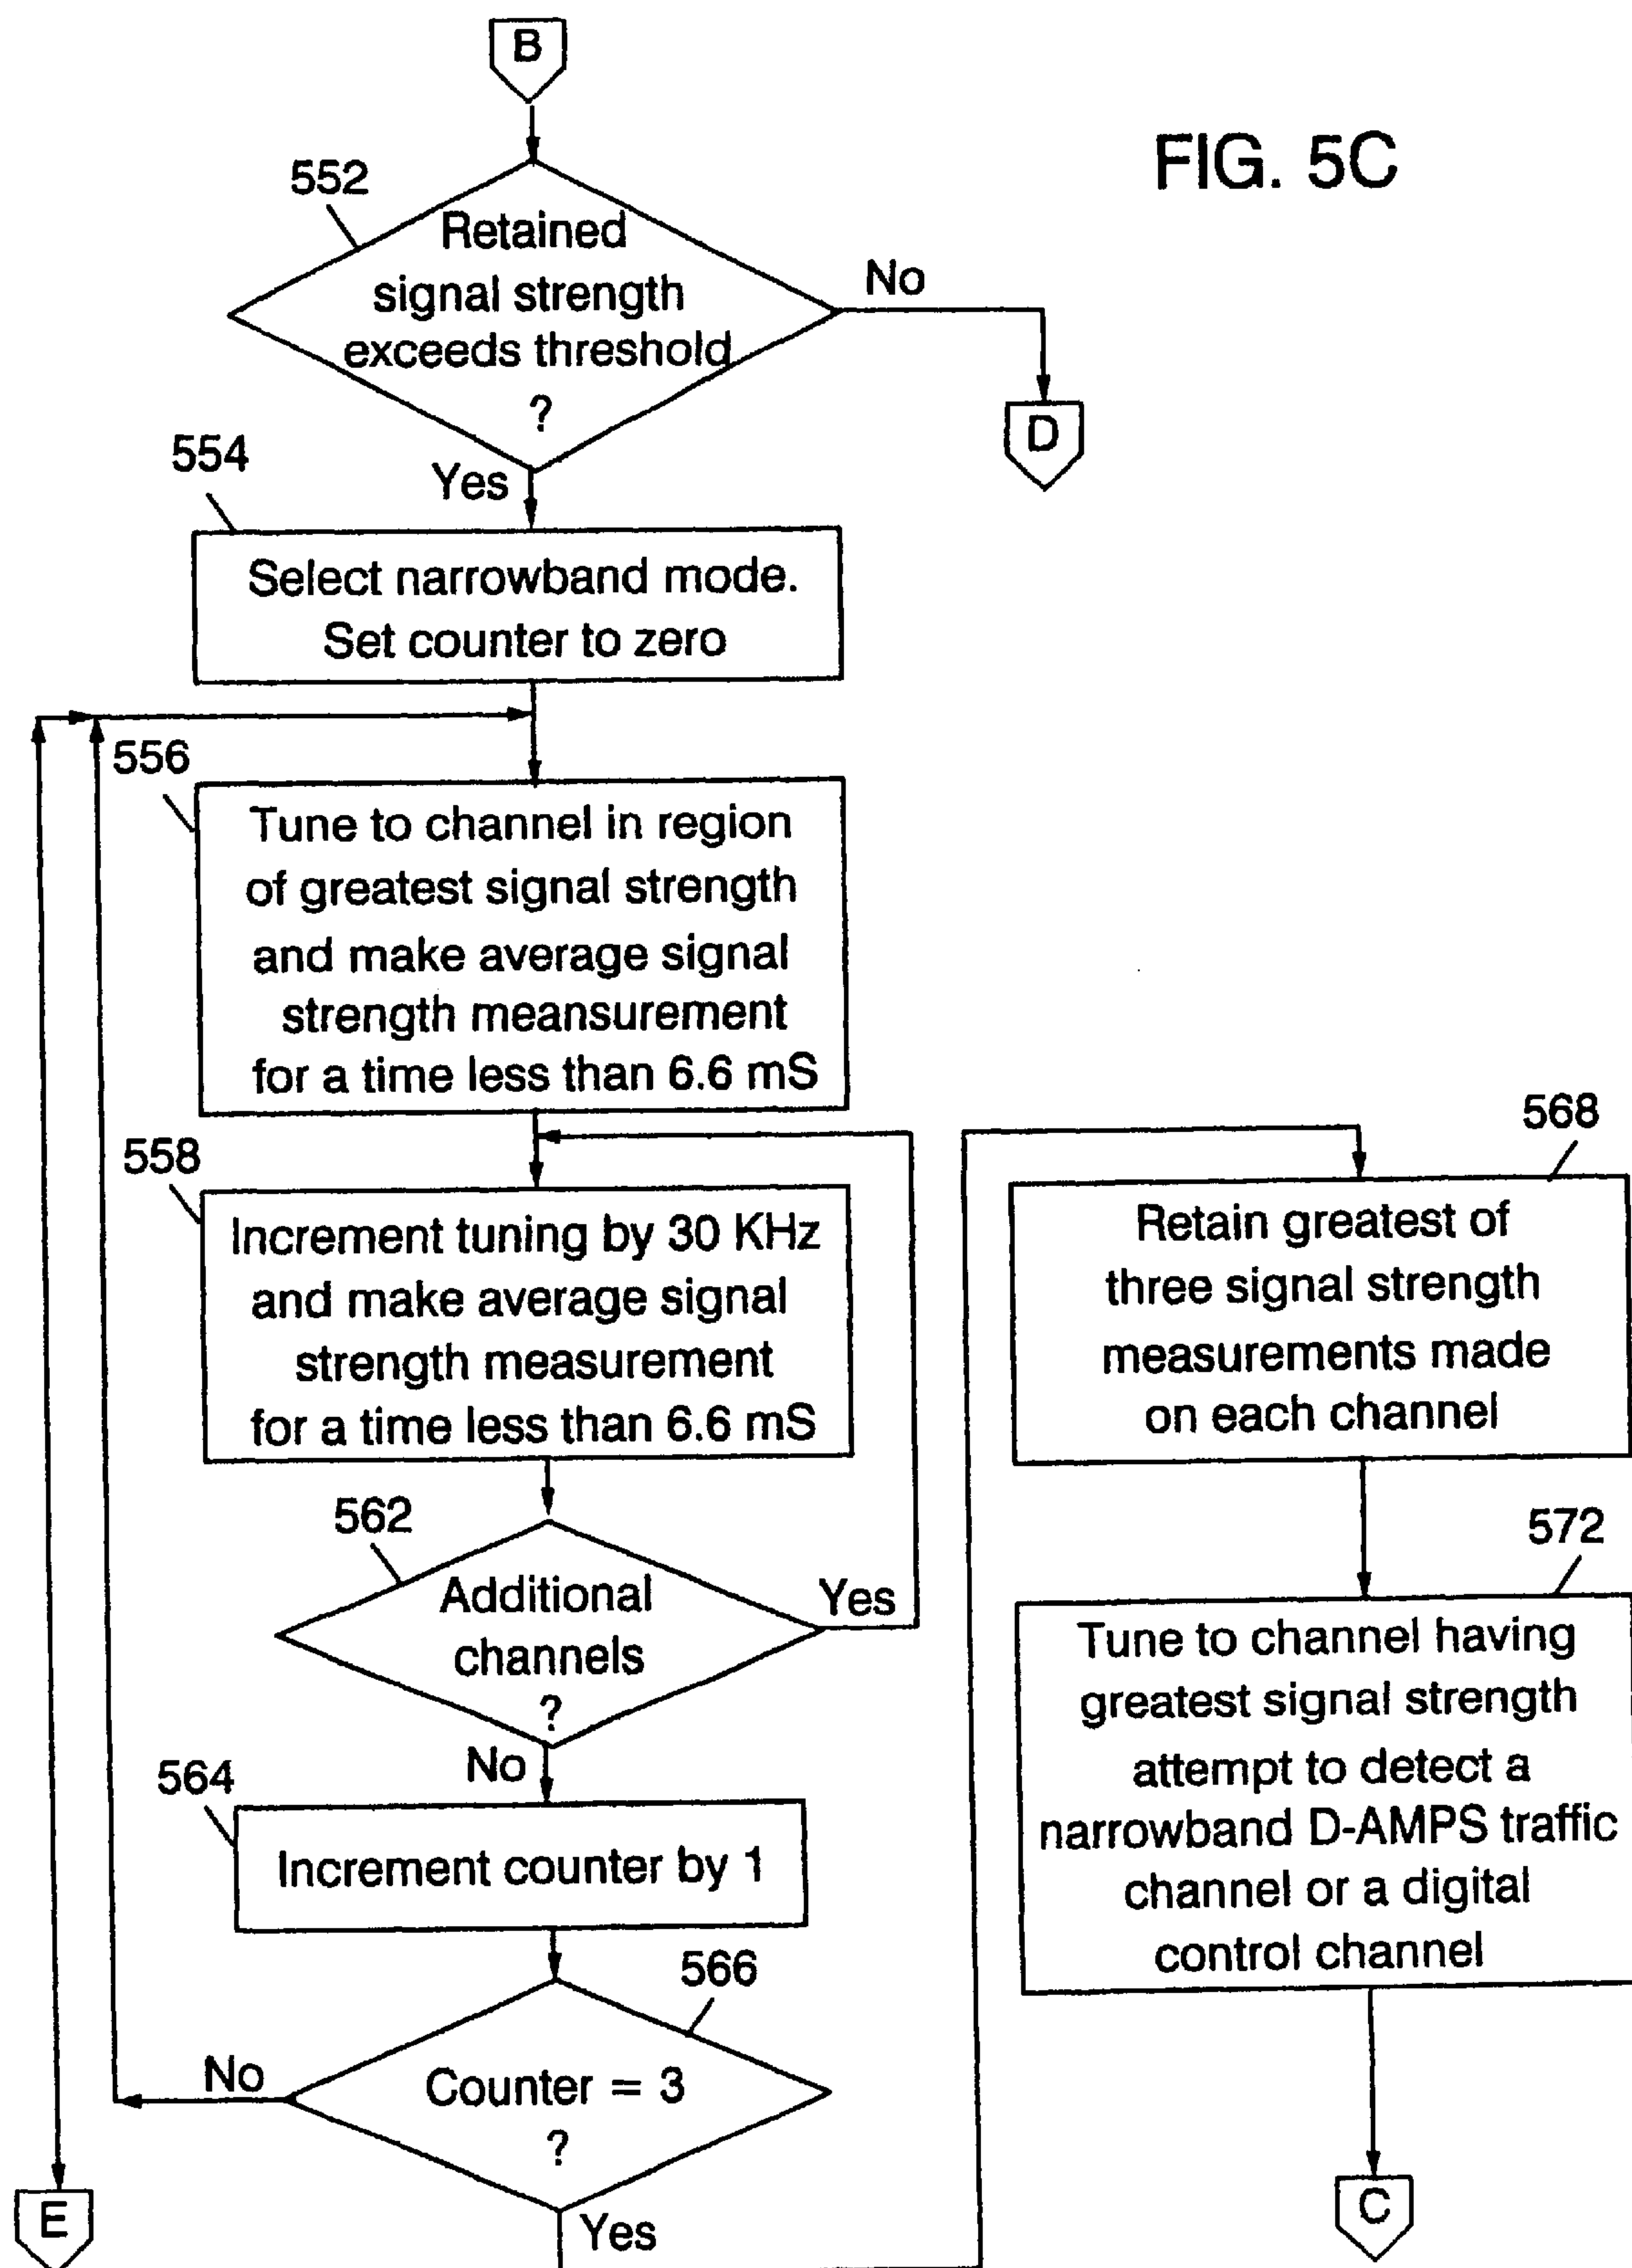 B
FIG. 5C
552
Retained
signal strength
exceeds threshold
?
No
D
Yes
554
Select narrowband mode.
Set counter to zero
556
Tune to channel in region
of greatest signal strength
and make average signal
strength meansurement
for a time less than 6.6 mS
558
Increment tuning by 30 KHz
and make average signal
strength measurement
for a time less than 6.6 mS
562
Additional
channels
?
Yes
No
564
Increment counter by 1
566
Counter = 3
?
No
Yes
E
568
Retain greatest of
three signal strength
measurements made
on each channel
572
Tune to channel having
greatest signal strength
attempt to detect a
narrowband D-AMPS traffic
channel or a digital
control channel
C